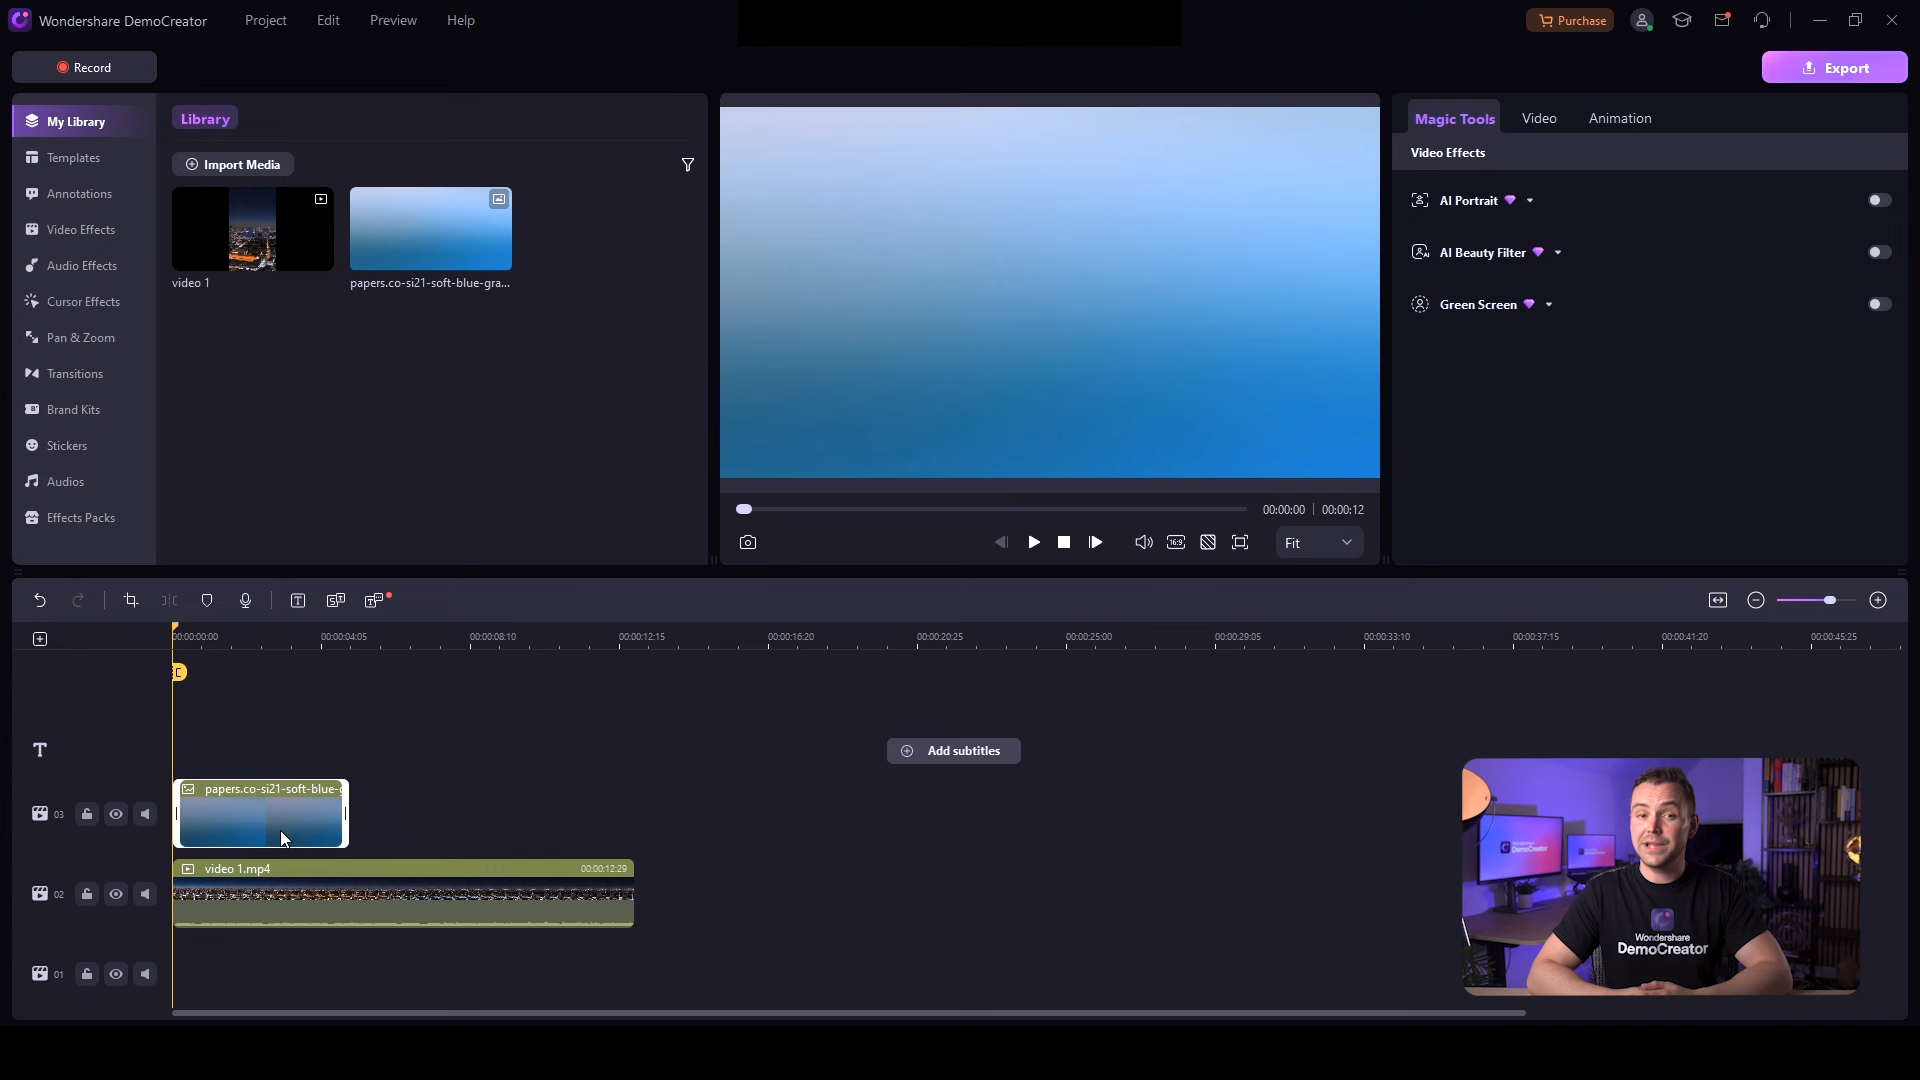 Wondershare DemoCreator
Project
Edit
Preview
Help
Purchase
Record
Export
My Library
Templates
Annotations
Video Effects
Audio Effects
Cursor Effects
Pan & Zoom
Transitions
Brand Kits
Stickers
Audios
Effects Packs
Library
Import Media
video 1
papers.co-si21-soft-blue-gra...
00:00:00 | 00:00:12
16:9
Fit
Magic Tools
Video
Animation
Video Effects
AI Portrait
AI Beauty Filter
Green Screen
00:00:00:00
00:00:04:05
00:00:08:10
00:00:12:15
00:00:16:20
00:00:20:25
00:00:25:00
00:00:29:05
00:00:33:10
00:00:37:15
00:00:41:20
00:00:45:25
Add subtitles
03
papers.co-si21-soft-blue-g
02
video 1.mp4
00:00:12:29
01
Wondershare
DemoCreator
DemoCreator